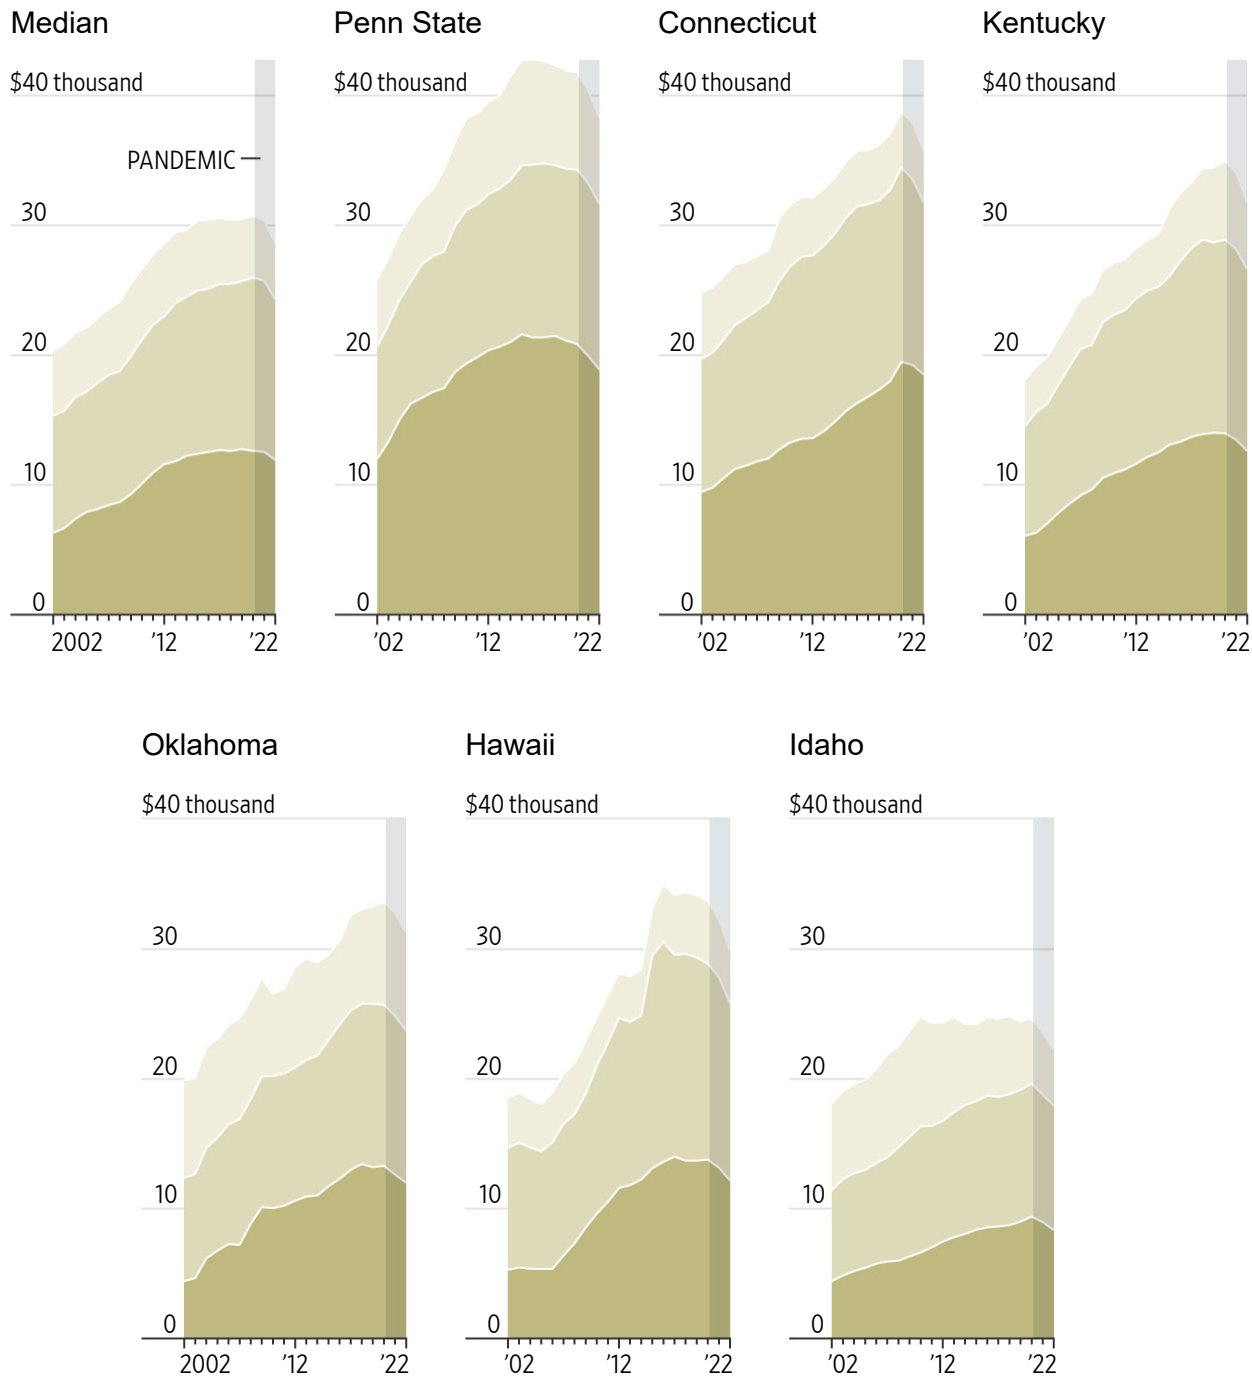 Median
Penn State
Connecticut
Kentucky
$40 thousand
$40 thousand
$40 thousand
$40 thousand
PANDEMIC
30
30
30
30
20
20
20
20
10
10
10
10
0
0
0
0
2002 ’12 ’22
’02 ’12 ’22
’02 ’12 ’22
’02 ’12 ’22
Oklahoma
Hawaii
Idaho
$40 thousand
$40 thousand
$40 thousand
30
30
30
20
20
20
10
10
10
0
0
0
2002 ’12 ’22
’02 ’12 ’22
’02 ’12 ’22